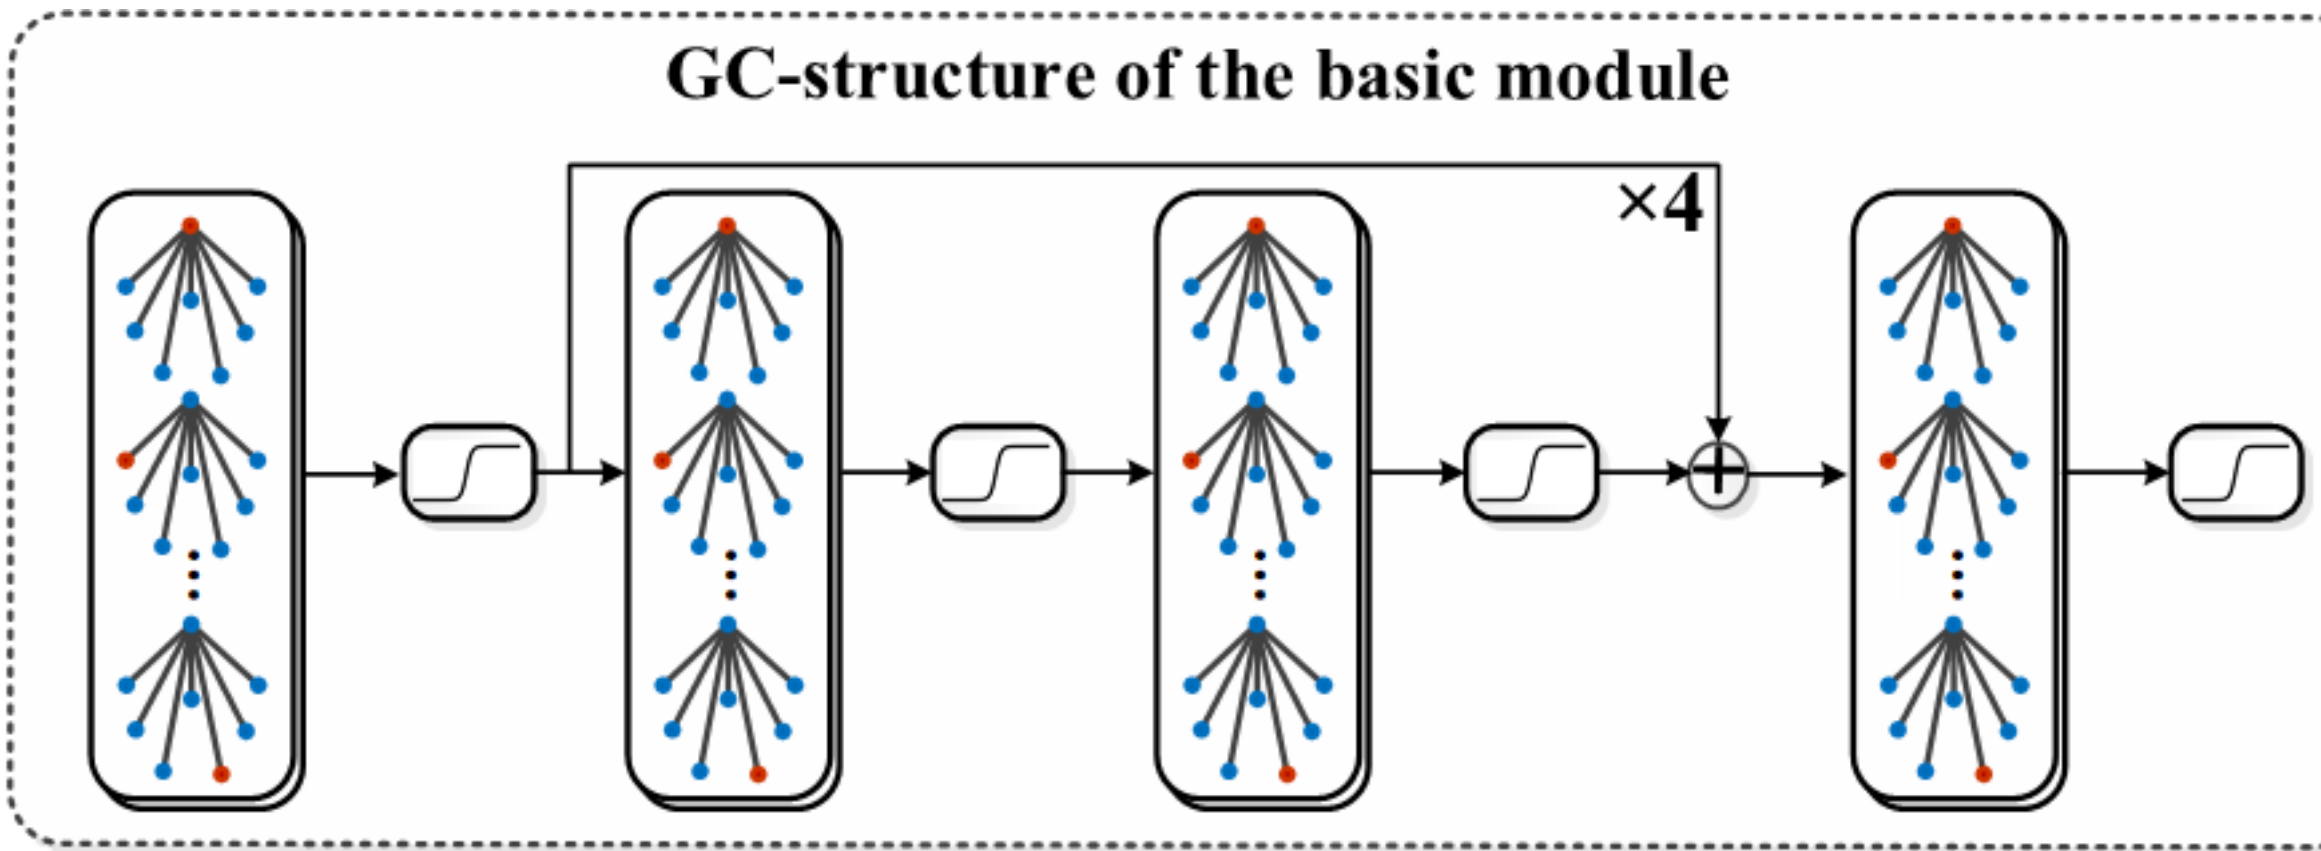 GC-structure of the basic module
×4